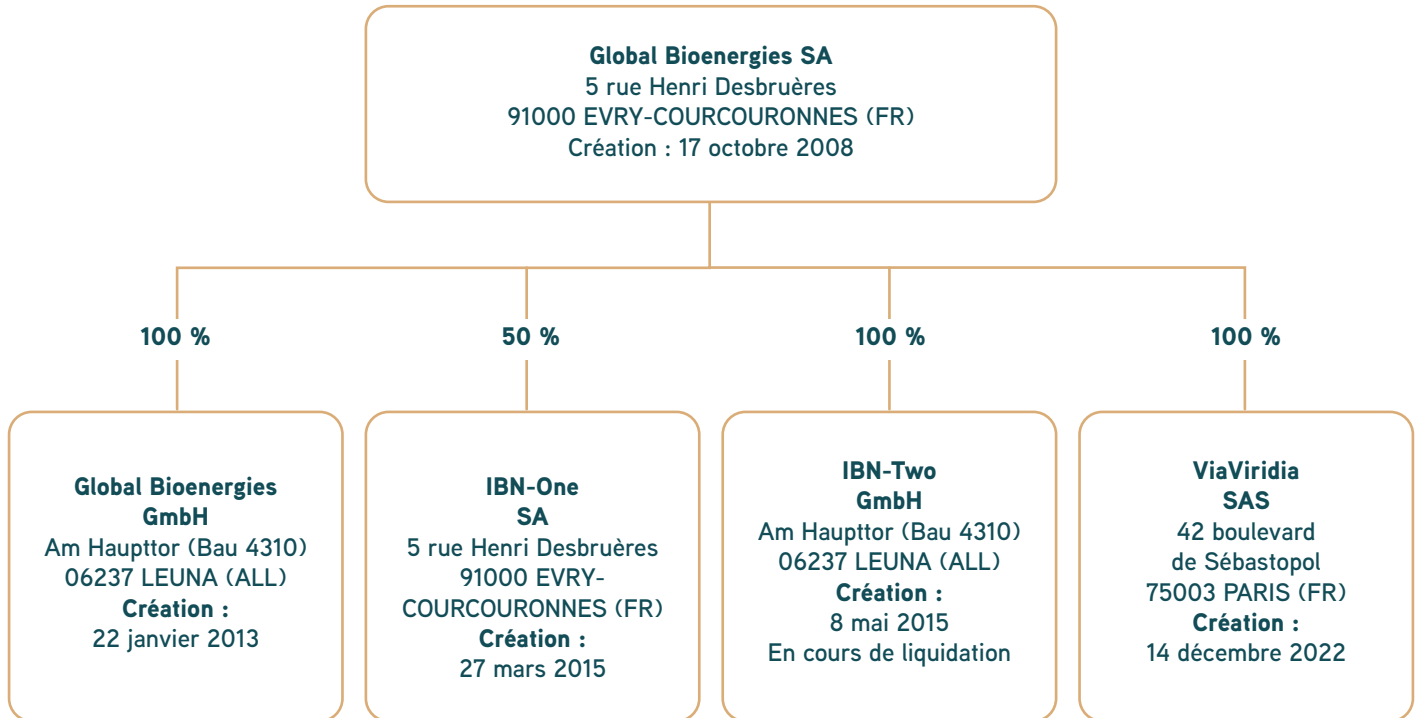 Global Bioenergies SA
5 rue Henri Desbruères
91000 EVRY-COURCOURONNES (FR)
Création : 17 octobre 2008
100 %
50 %
100 %
100 %
Global Bioenergies
GmbH
Am Haupttor (Bau 4310)
06237 LEUNA (ALL)
Création :
22 janvier 2013
IBN-One
SA
5 rue Henri Desbruères
91000 EVRY-
COURCOURONNES (FR)
Création :
27 mars 2015
IBN-Two
GmbH
Am Haupttor (Bau 4310)
06237 LEUNA (ALL)
Création :
8 mai 2015
En cours de liquidation
ViaViridia
SAS
42 boulevard
de Sébastopol
75003 PARIS (FR)
Création :
14 décembre 2022